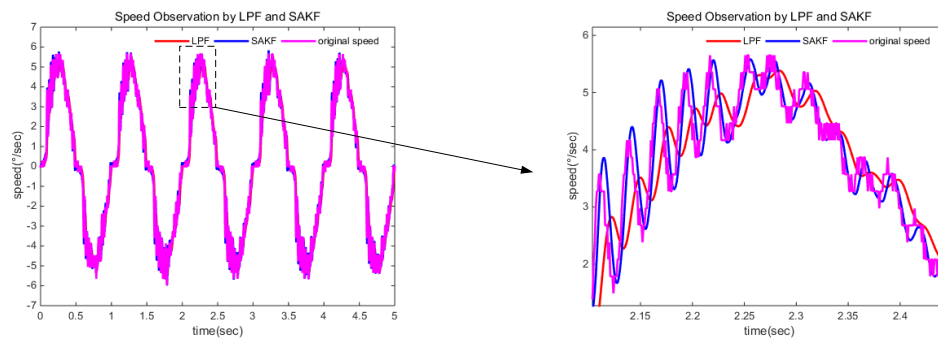 Speed Observation by LPF and SAKF
LPF SAKF original speed
7
6
5
4
3
2
1
0
-1
-2
-3
-4
-5
-6
-7
speed(°/sec)
0 0.5 1 1.5 2 2.5 3 3.5 4 4.5 5
time(sec)
Speed Observation by LPF and SAKF
LPF SAKF original speed
6
5
4
3
2
speed(°/sec)
2.15 2.2 2.25 2.3 2.35 2.4
time(sec)